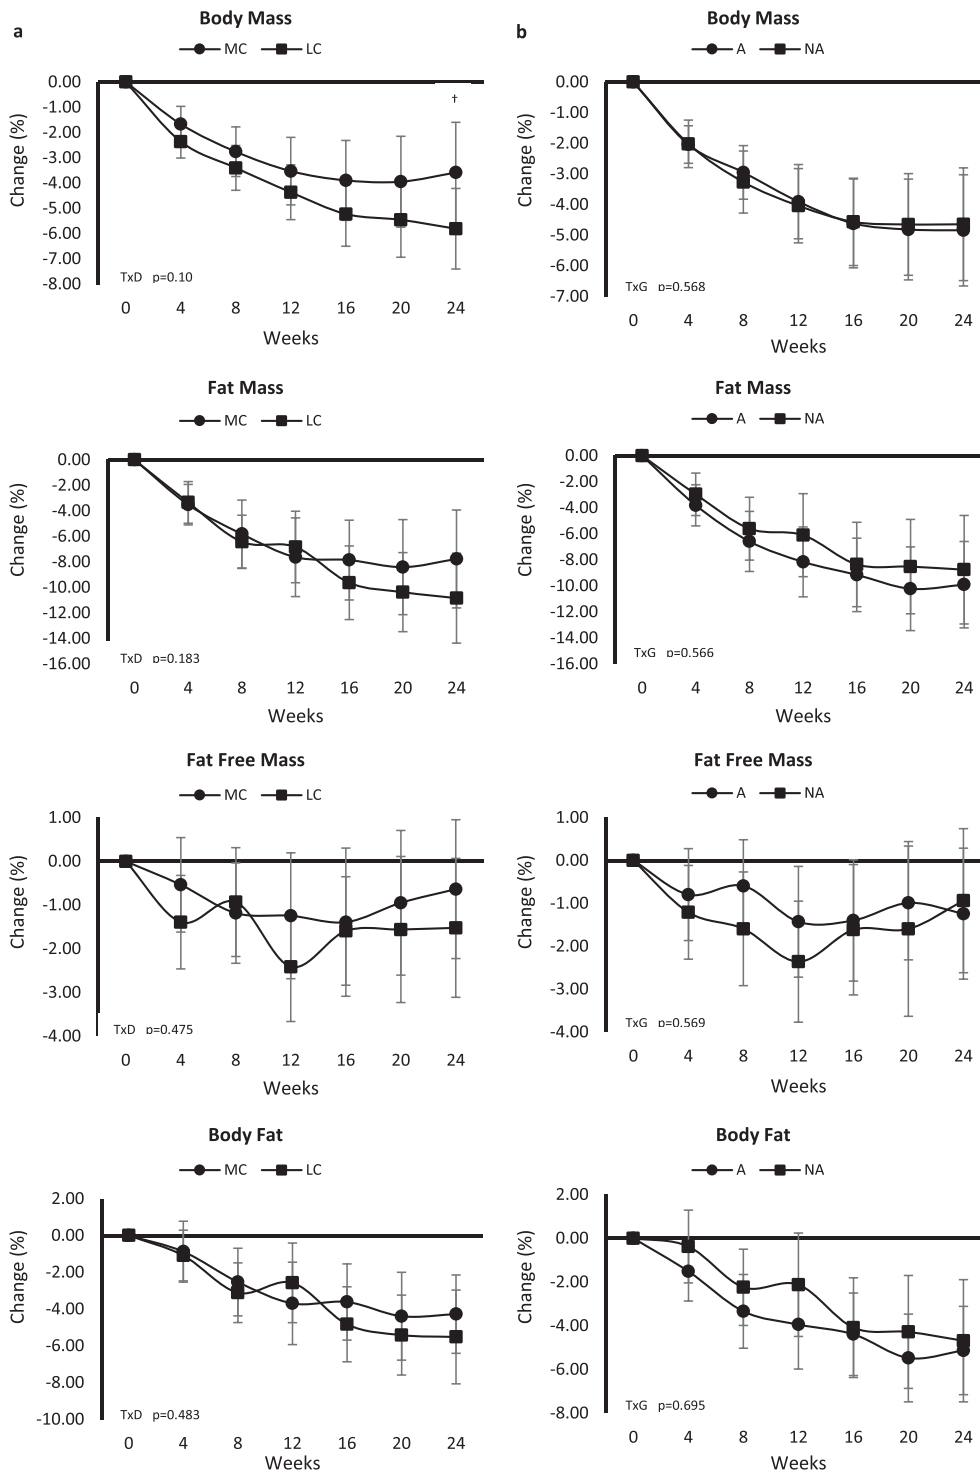 a
Body Mass
MC LC
0.00
-1.00
-2.00
-3.00
-4.00
-5.00
-6.00
-7.00
-8.00
Change (%)
†
TxD p=0.10
0 4 8 12 16 20 24
Weeks
b
Body Mass
A NA
0.00
-1.00
-2.00
-3.00
-4.00
-5.00
-6.00
-7.00
Change (%)
TxG p=0.568
0 4 8 12 16 20 24
Weeks
Fat Mass
MC LC
0.00
-2.00
-4.00
-6.00
-8.00
-10.00
-12.00
-14.00
-16.00
Change (%)
TxD p=0.183
0 4 8 12 16 20 24
Weeks
Fat Mass
A NA
0.00
-2.00
-4.00
-6.00
-8.00
-10.00
-12.00
-14.00
-16.00
Change (%)
TxG p=0.566
0 4 8 12 16 20 24
Weeks
Fat Free Mass
MC LC
1.00
0.00
-1.00
-2.00
-3.00
-4.00
Change (%)
TxD p=0.475
0 4 8 12 16 20 24
Weeks
Fat Free Mass
A NA
1.00
0.00
-1.00
-2.00
-3.00
-4.00
Change (%)
TxG p=0.569
0 4 8 12 16 20 24
Weeks
Body Fat
MC LC
2.00
0.00
-2.00
-4.00
-6.00
-8.00
-10.00
Change (%)
TxD p=0.483
0 4 8 12 16 20 24
Weeks
Body Fat
A NA
2.00
0.00
-2.00
-4.00
-6.00
-8.00
Change (%)
TxG p=0.695
0 4 8 12 16 20 24
Weeks